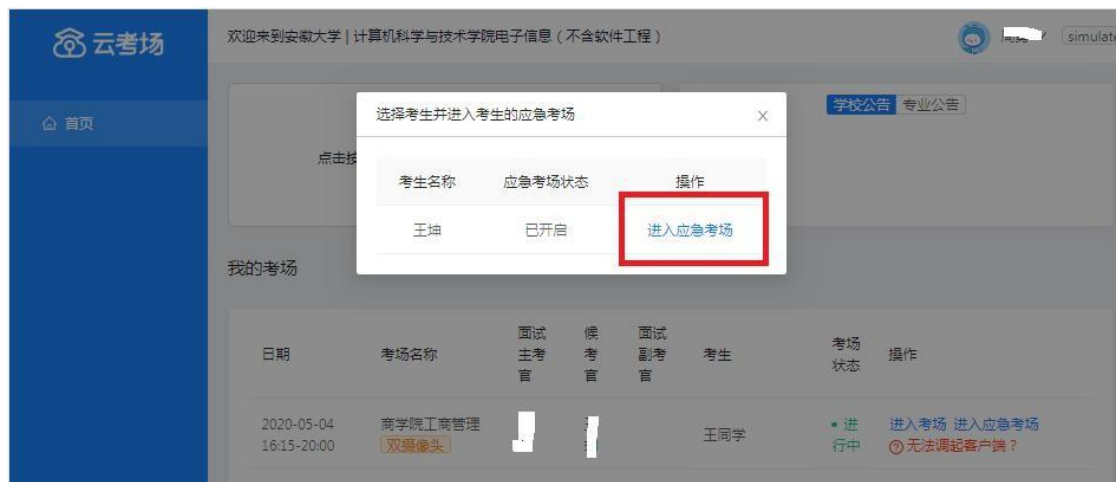 云考场
欢迎来到安徽大学 | 计算机科学与技术学院电子信息（不含软件工程）
simulat
首页
学校公告 专业公告
点击按
选择考生并进入考生的应急考场
考生名称 应急考场状态 操作
王坤 已开启 进入应急考场
我的考场
日期 考场名称 面试主考官 候考官 面试副考官 考生 考场状态 操作
2020-05-04 商学院工商管理 王同学 进行中 进入考场 进入应急考场
16:15-20:00 双摄像头 无法调起客户端？